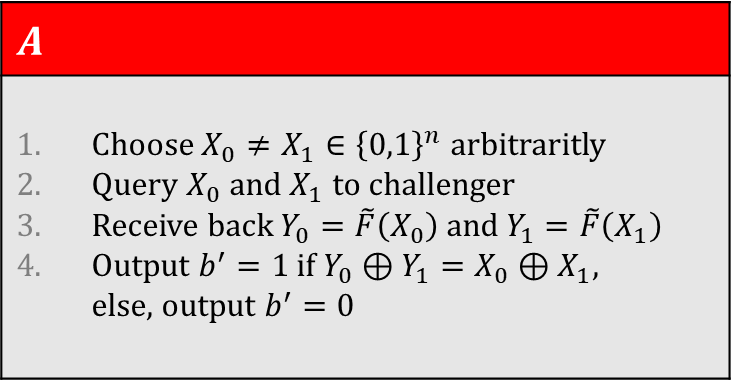 A
1. Choose X₀ ≠ X₁ ∈ {0,1}ⁿ arbitraritly
2. Query X₀ and X₁ to challenger
3. Receive back Y₀ = F̃(X₀) and Y₁ = F̃(X₁)
4. Output b′ = 1 if Y₀ ⊕ Y₁ = X₀ ⊕ X₁,
else, output b′ = 0